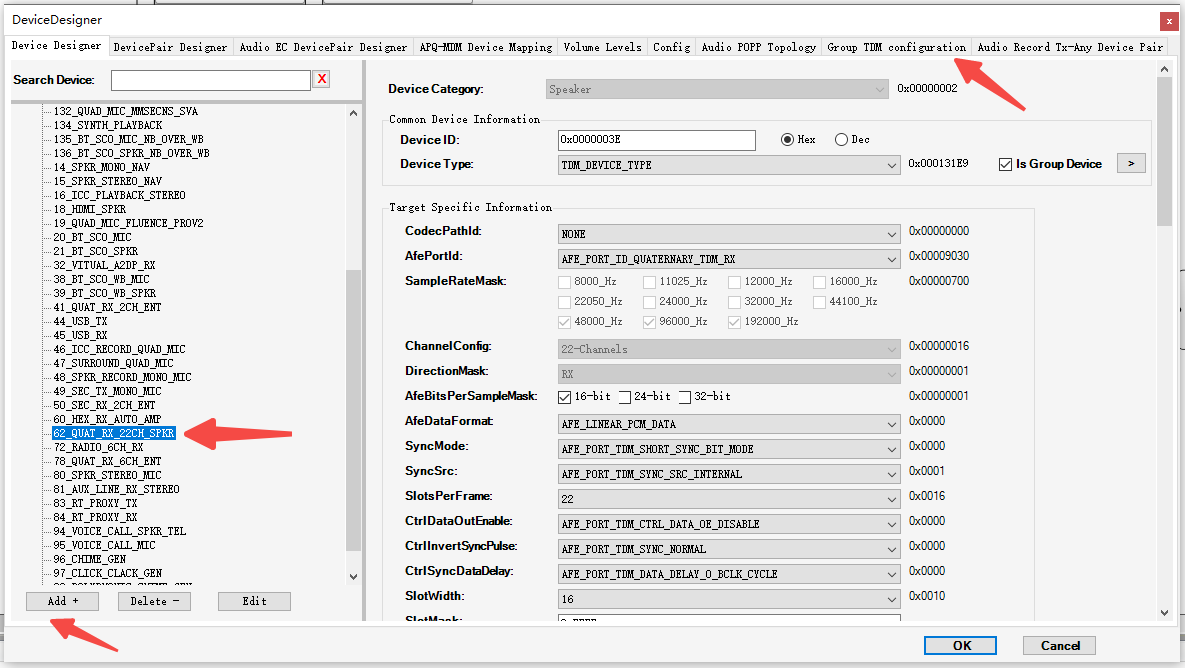 DeviceDesigner
x
Device Designer DevicePair Designer Audio EC DevicePair Designer APQ-MDM Device Mapping Volume Levels Config Audio POPP Topology Group TDM configuration Audio Record Tx-Any Device Pair
Search Device: X
132_QUAD_MIC_MMSECNS_SVA
134_SYNTH_PLAYBACK
135_BT_SCO_MIC_NB_OVER_WB
136_BT_SCO_SPKR_NB_OVER_WB
14_SPKR_MONO_NAV
15_SPKR_STEREO_NAV
16_ICC_PLAYBACK_STEREO
18_HDMI_SPKR
19_QUAD_MIC_FLUENCE_PROV2
20_BT_SCO_MIC
21_BT_SCO_SPKR
32_VITUAL_A2DP_RX
38_BT_SCO_WB_MIC
39_BT_SCO_WB_SPKR
41_QUAT_RX_2CH_ENT
44_USB_TX
45_USB_RX
46_ICC_RECORD_QUAD_MIC
47_SURROUND_QUAD_MIC
48_SPKR_RECORD_MONO_MIC
49_SEC_TX_MONO_MIC
50_SEC_RX_2CH_ENT
60_HEX_RX_AUTO_AMP
62_QUAT_RX_22CH_SPKR
72_RADIO_6CH_RX
78_QUAT_RX_6CH_ENT
80_SPKR_STEREO_MIC
81_AUX_LINE_RX_STEREO
83_RT_PROXY_TX
84_RT_PROXY_RX
94_VOICE_CALL_SPKR_TEL
95_VOICE_CALL_MIC
96_CHIME_GEN
97_CLICK_CLACK_GEN
Add + Delete - Edit
Device Category: Speaker 0x00000002
Common Device Information
Device ID: 0x0000003E Hex Dec
Device Type: TDM_DEVICE_TYPE 0x000131E9 Is Group Device >
Target Specific Information
CodecPathId: NONE 0x00000000
AfePortId: AFE_PORT_ID_QUATERNARY_TDM_RX 0x00009030
SampleRateMask: 8000_Hz 11025_Hz 12000_Hz 16000_Hz 0x00000700
22050_Hz 24000_Hz 32000_Hz 44100_Hz
48000_Hz 96000_Hz 192000_Hz
ChannelConfig: 22-Channels 0x00000016
DirectionMask: RX 0x00000001
AfeBitsPerSampleMask: 16-bit 24-bit 32-bit 0x00000001
AfeDataFormat: AFE_LINEAR_PCM_DATA 0x0000
SyncMode: AFE_PORT_TDM_SHORT_SYNC_BIT_MODE 0x0000
SyncSrc: AFE_PORT_TDM_SYNC_SRC_INTERNAL 0x0001
SlotsPerFrame: 22 0x0016
CtrlDataOutEnable: AFE_PORT_TDM_CTRL_DATA_OE_DISABLE 0x0000
CtrlInvertSyncPulse: AFE_PORT_TDM_SYNC_NORMAL 0x0000
CtrlSyncDataDelay: AFE_PORT_TDM_DATA_DELAY_0_BCLK_CYCLE 0x0000
SlotWidth: 16 0x0010
SlotMask:
OK Cancel